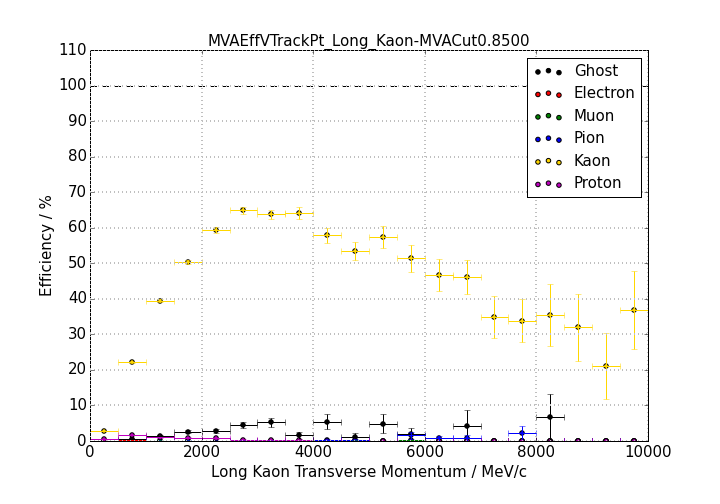 MVAEffVTrackPt_Long_Kaon-MVACut0.8500
110
100
90
80
70
60
50
40
30
20
10
0
Efficiency / %
Ghost
Electron
Muon
Pion
Kaon
Proton
0 2000 4000 6000 8000 10000
Long Kaon Transverse Momentum / MeV/c